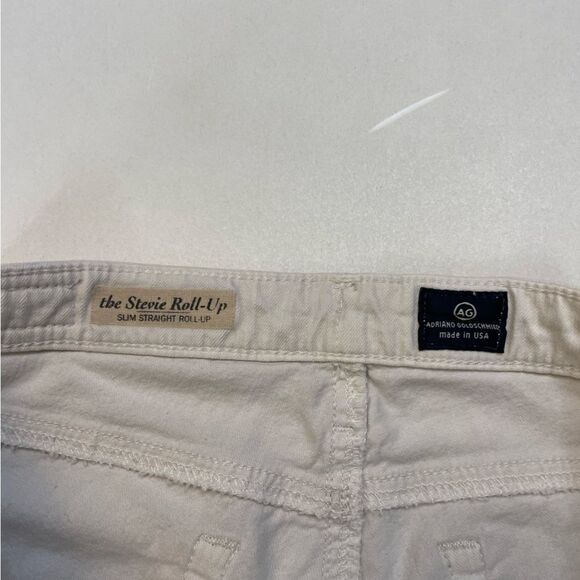 the Stevie Roll-Up
SLIM STRAIGHT ROLL-UP
AG
ADRIANO GOLDSCHMIED
made in USA